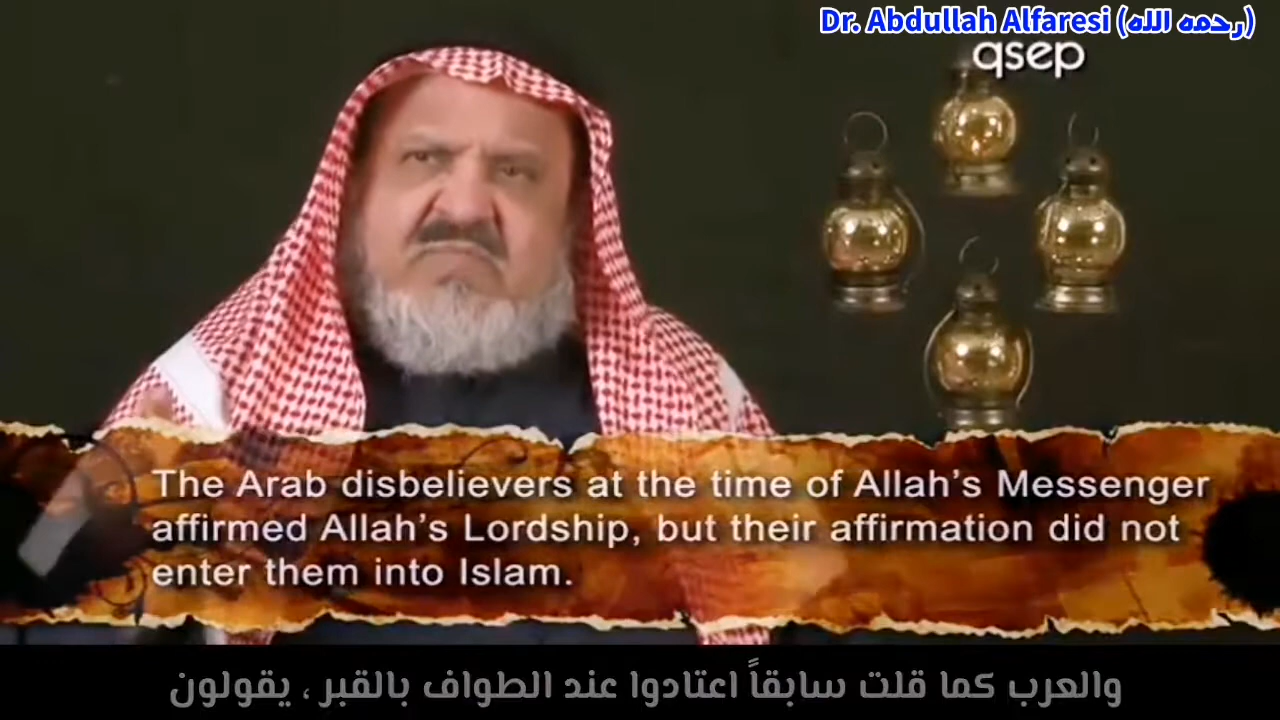 Dr. Abdullah Alfaresi (رحمه الله)
qsep
The Arab disbelievers at the time of Allah's Messenger
affirmed Allah's Lordship, but their affirmation did not
enter them into Islam.
والعرب كما قلت سابقاً اعتادوا عند الطواف بالقبر ، يقولون